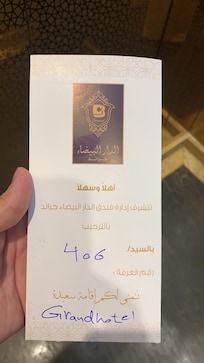 الدار البيضاء
أهلا وسهلا
تتشرف إدارة فندق الدار البيضاء جراند
بالترحيب
بالسيد/
406
رقم الغرفة :
نتمنى لكم إقامة سعيدة
Grandhotel